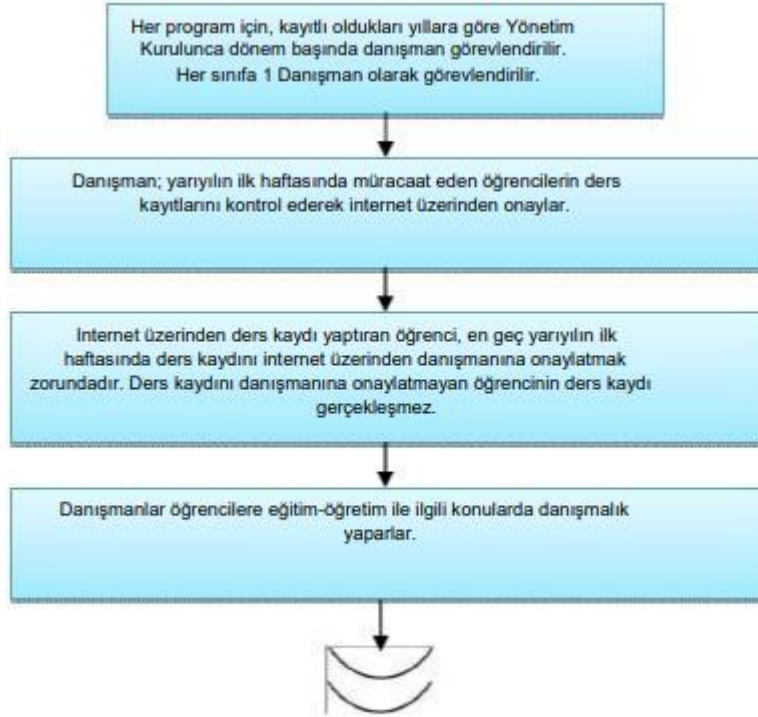 Her program için, kayıtlı oldukları yıllara göre Yönetim
Kurulunca dönem başında danışman görevlendirilir.
Her sınıfa 1 Danışman olarak görevlendirilir.
Danışman; yarıyılın ilk haftasında müracaat eden öğrencilerin ders
kayıtlarını kontrol ederek internet üzerinden onaylar.
Internet üzerinden ders kaydı yaptıran öğrenci, en geç yarıyılın ilk
haftasında ders kaydını internet üzerinden danışmanına onaylatmak
zorundadır. Ders kaydını danışmanına onaylatmayan öğrencinin ders kaydı
gerçekleşmez.
Danışmanlar öğrencilere eğitim-öğretim ile ilgili konularda danışmalık
yaparlar.